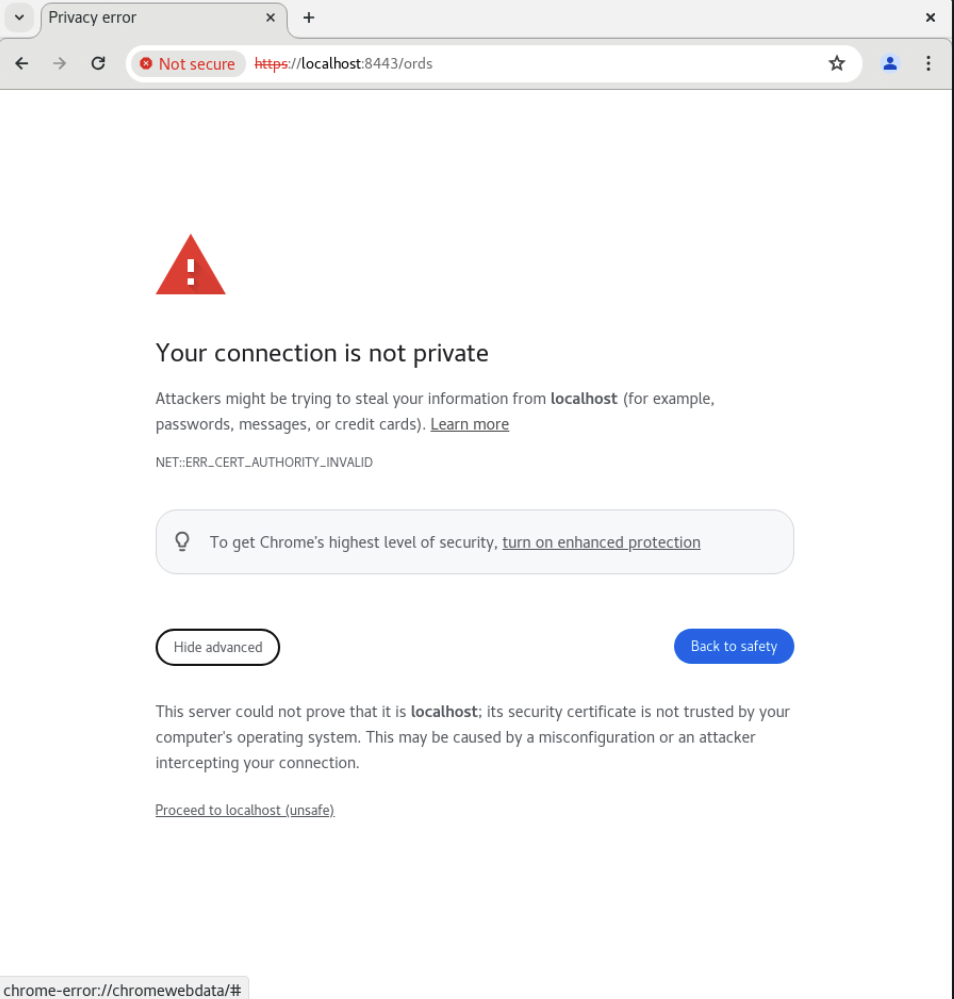 Privacy error
Not secure https://localhost:8443/ords
Your connection is not private
Attackers might be trying to steal your information from localhost (for example,
passwords, messages, or credit cards). Learn more
NET::ERR_CERT_AUTHORITY_INVALID
To get Chrome's highest level of security, turn on enhanced protection
Hide advanced
Back to safety
This server could not prove that it is localhost; its security certificate is not trusted by your
computer's operating system. This may be caused by a misconfiguration or an attacker
intercepting your connection.
Proceed to localhost (unsafe)
chrome-error://chromewebdata/#